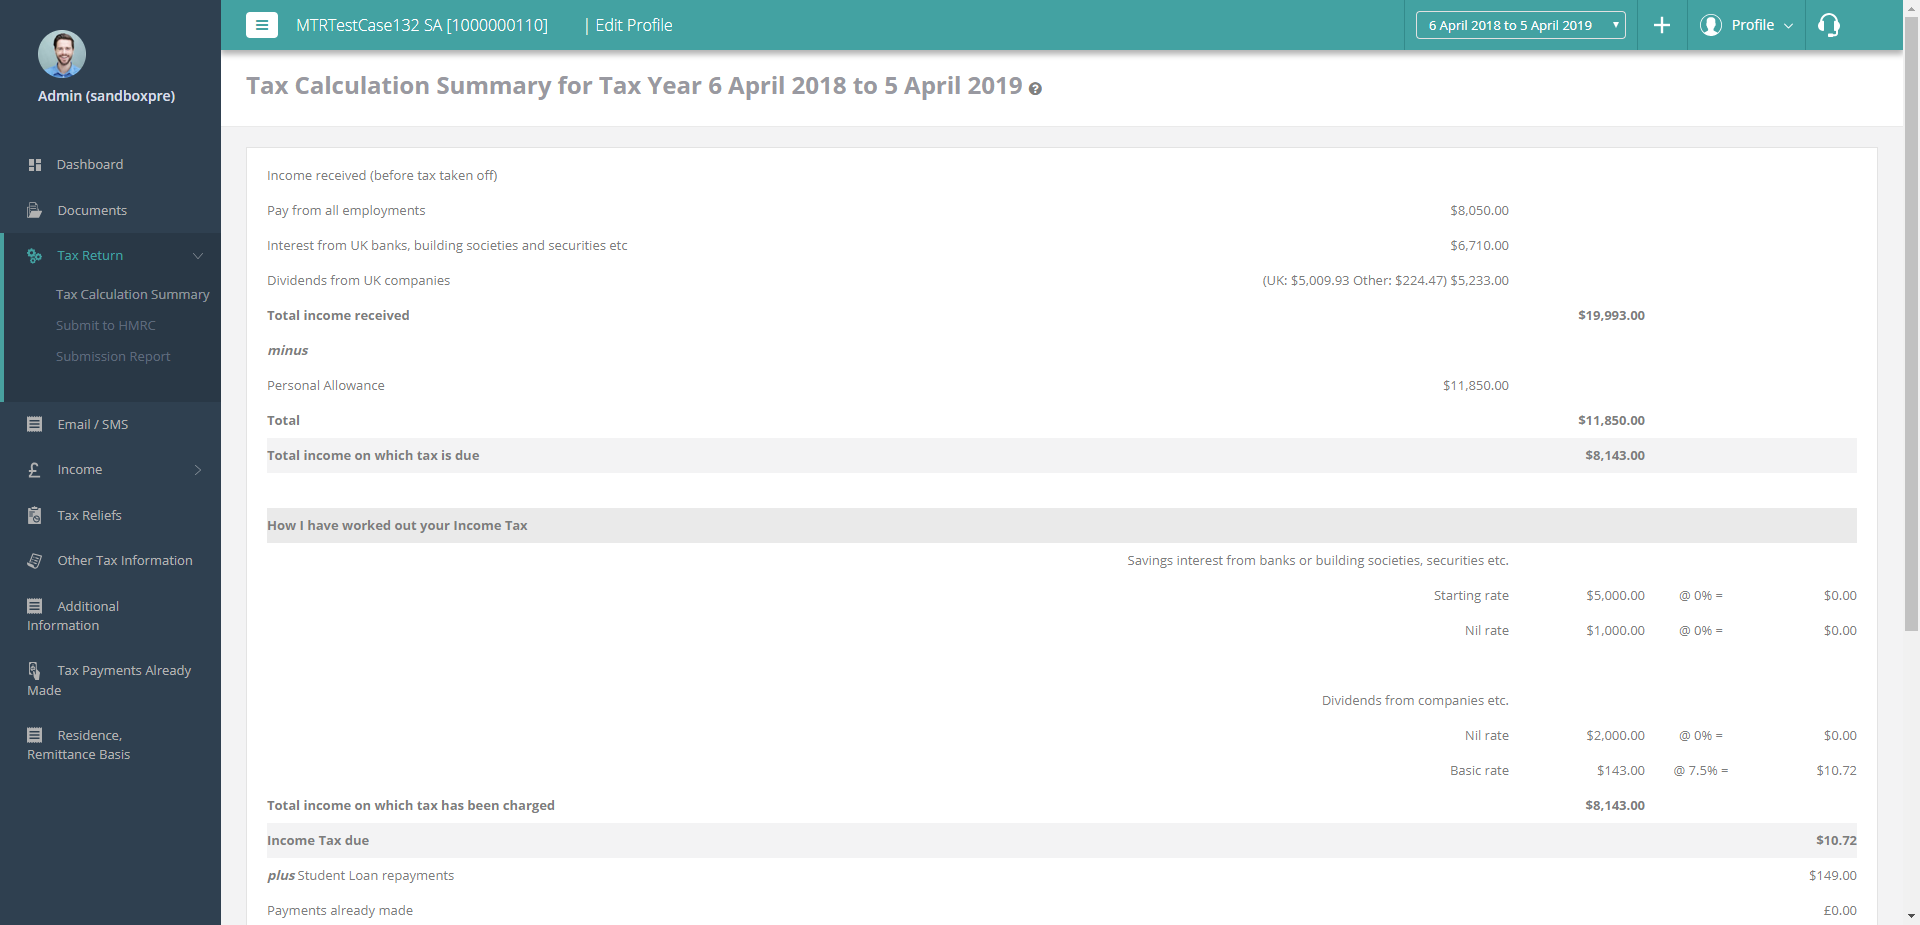 MTRTestCase132 SA [1000000110] | Edit Profile
6 April 2018 to 5 April 2019
Profile
Admin (sandboxpre)
Dashboard
Documents
Tax Return
Tax Calculation Summary
Submit to HMRC
Submission Report
Email / SMS
Income
Tax Reliefs
Other Tax Information
Additional
Information
Tax Payments Already
Made
Residence,
Remittance Basis
Tax Calculation Summary for Tax Year 6 April 2018 to 5 April 2019
Income received (before tax taken off)
Pay from all employments $8,050.00
Interest from UK banks, building societies and securities etc $6,710.00
Dividends from UK companies (UK: $5,009.93 Other: $224.47) $5,233.00
Total income received $19,993.00
minus
Personal Allowance $11,850.00
Total $11,850.00
Total income on which tax is due $8,143.00
How I have worked out your Income Tax
Savings interest from banks or building societies, securities etc.
Starting rate $5,000.00 @ 0% = $0.00
Nil rate $1,000.00 @ 0% = $0.00
Dividends from companies etc.
Nil rate $2,000.00 @ 0% = $0.00
Basic rate $143.00 @ 7.5% = $10.72
Total income on which tax has been charged $8,143.00
Income Tax due $10.72
plus Student Loan repayments $149.00
Payments already made £0.00